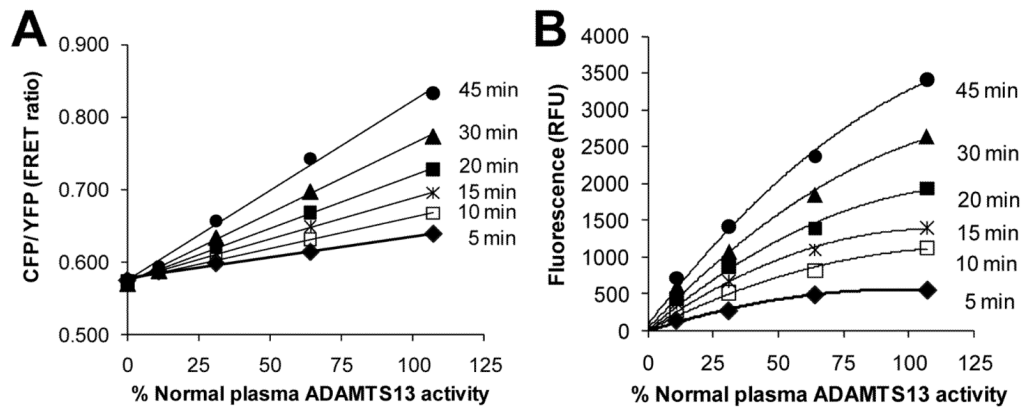 A
CFP/YFP (FRET ratio)
0.900
0.800
0.700
0.600
0.500
45 min
30 min
20 min
15 min
10 min
5 min
0 25 50 75 100 125
% Normal plasma ADAMTS13 activity
B
Fluorescence (RFU)
4000
3500
3000
2500
2000
1500
1000
500
0
45 min
30 min
20 min
15 min
10 min
5 min
0 25 50 75 100 125
% Normal plasma ADAMTS13 activity